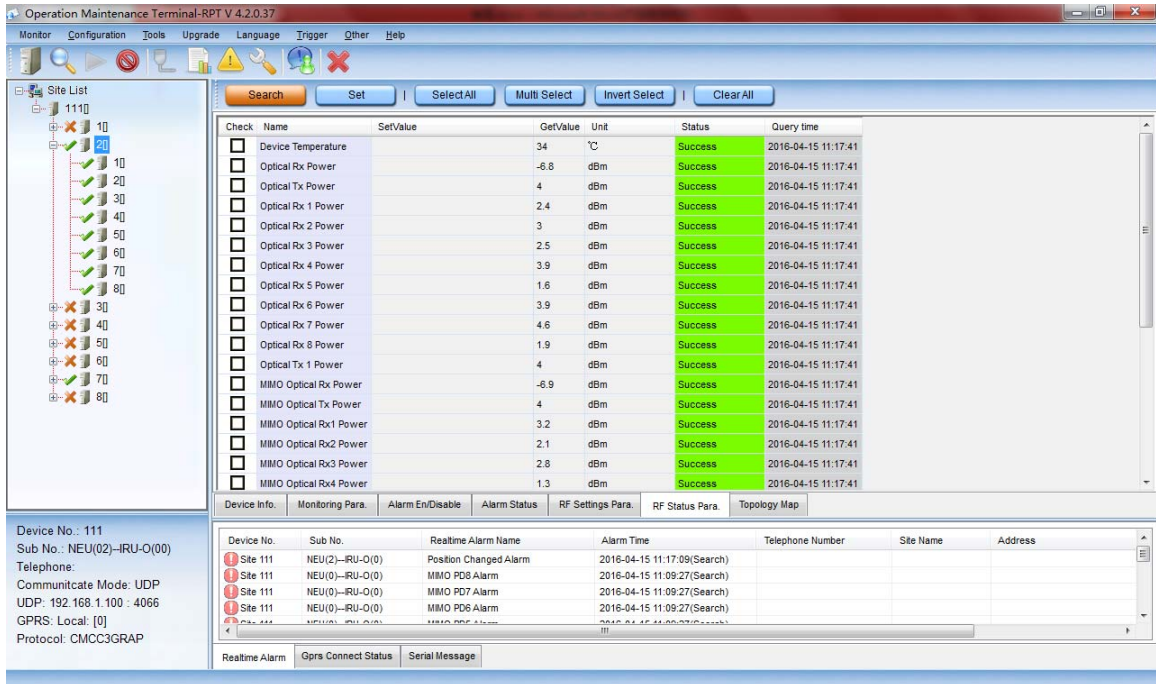 Operation Maintenance Terminal-RPT V 4.2.0.37
Monitor Configuration Tools Upgrade Language Trigger Other Help
Site List
111[]
1[]
2[]
1[]
2[]
3[]
4[]
5[]
6[]
7[]
8[]
3[]
4[]
5[]
6[]
7[]
8[]
Search Set | Select All Multi Select Invert Select | Clear All
Check Name SetValue GetValue Unit Status Query time
Device Temperature 34 ℃ Success 2016-04-15 11:17:41
Optical Rx Power -6.8 dBm Success 2016-04-15 11:17:41
Optical Tx Power 4 dBm Success 2016-04-15 11:17:41
Optical Rx 1 Power 2.4 dBm Success 2016-04-15 11:17:41
Optical Rx 2 Power 3 dBm Success 2016-04-15 11:17:41
Optical Rx 3 Power 2.5 dBm Success 2016-04-15 11:17:41
Optical Rx 4 Power 3.9 dBm Success 2016-04-15 11:17:41
Optical Rx 5 Power 1.6 dBm Success 2016-04-15 11:17:41
Optical Rx 6 Power 3.9 dBm Success 2016-04-15 11:17:41
Optical Rx 7 Power 4.6 dBm Success 2016-04-15 11:17:41
Optical Rx 8 Power 1.9 dBm Success 2016-04-15 11:17:41
Optical Tx 1 Power 4 dBm Success 2016-04-15 11:17:41
MIMO Optical Rx Power -6.9 dBm Success 2016-04-15 11:17:41
MIMO Optical Tx Power 4 dBm Success 2016-04-15 11:17:41
MIMO Optical Rx1 Power 3.2 dBm Success 2016-04-15 11:17:41
MIMO Optical Rx2 Power 2.1 dBm Success 2016-04-15 11:17:41
MIMO Optical Rx3 Power 2.8 dBm Success 2016-04-15 11:17:41
MIMO Optical Rx4 Power 1.3 dBm Success 2016-04-15 11:17:41
Device Info. Monitoring Para. Alarm En/Disable Alarm Status RF Settings Para. RF Status Para. Topology Map
Device No.: 111
Sub No.: NEU(02)--IRU-O(00)
Telephone:
Communitcate Mode: UDP
UDP: 192.168.1.100 : 4066
GPRS: Local: [0]
Protocol: CMCC3GRAP
Device No. Sub No. Realtime Alarm Name Alarm Time Telephone Number Site Name Address
Site 111 NEU(2)--IRU-O(0) Position Changed Alarm 2016-04-15 11:17:09(Search)
Site 111 NEU(0)--IRU-O(0) MIMO PD8 Alarm 2016-04-15 11:09:27(Search)
Site 111 NEU(0)--IRU-O(0) MIMO PD7 Alarm 2016-04-15 11:09:27(Search)
Site 111 NEU(0)--IRU-O(0) MIMO PD6 Alarm 2016-04-15 11:09:27(Search)
Realtime Alarm Gprs Connect Status Serial Message